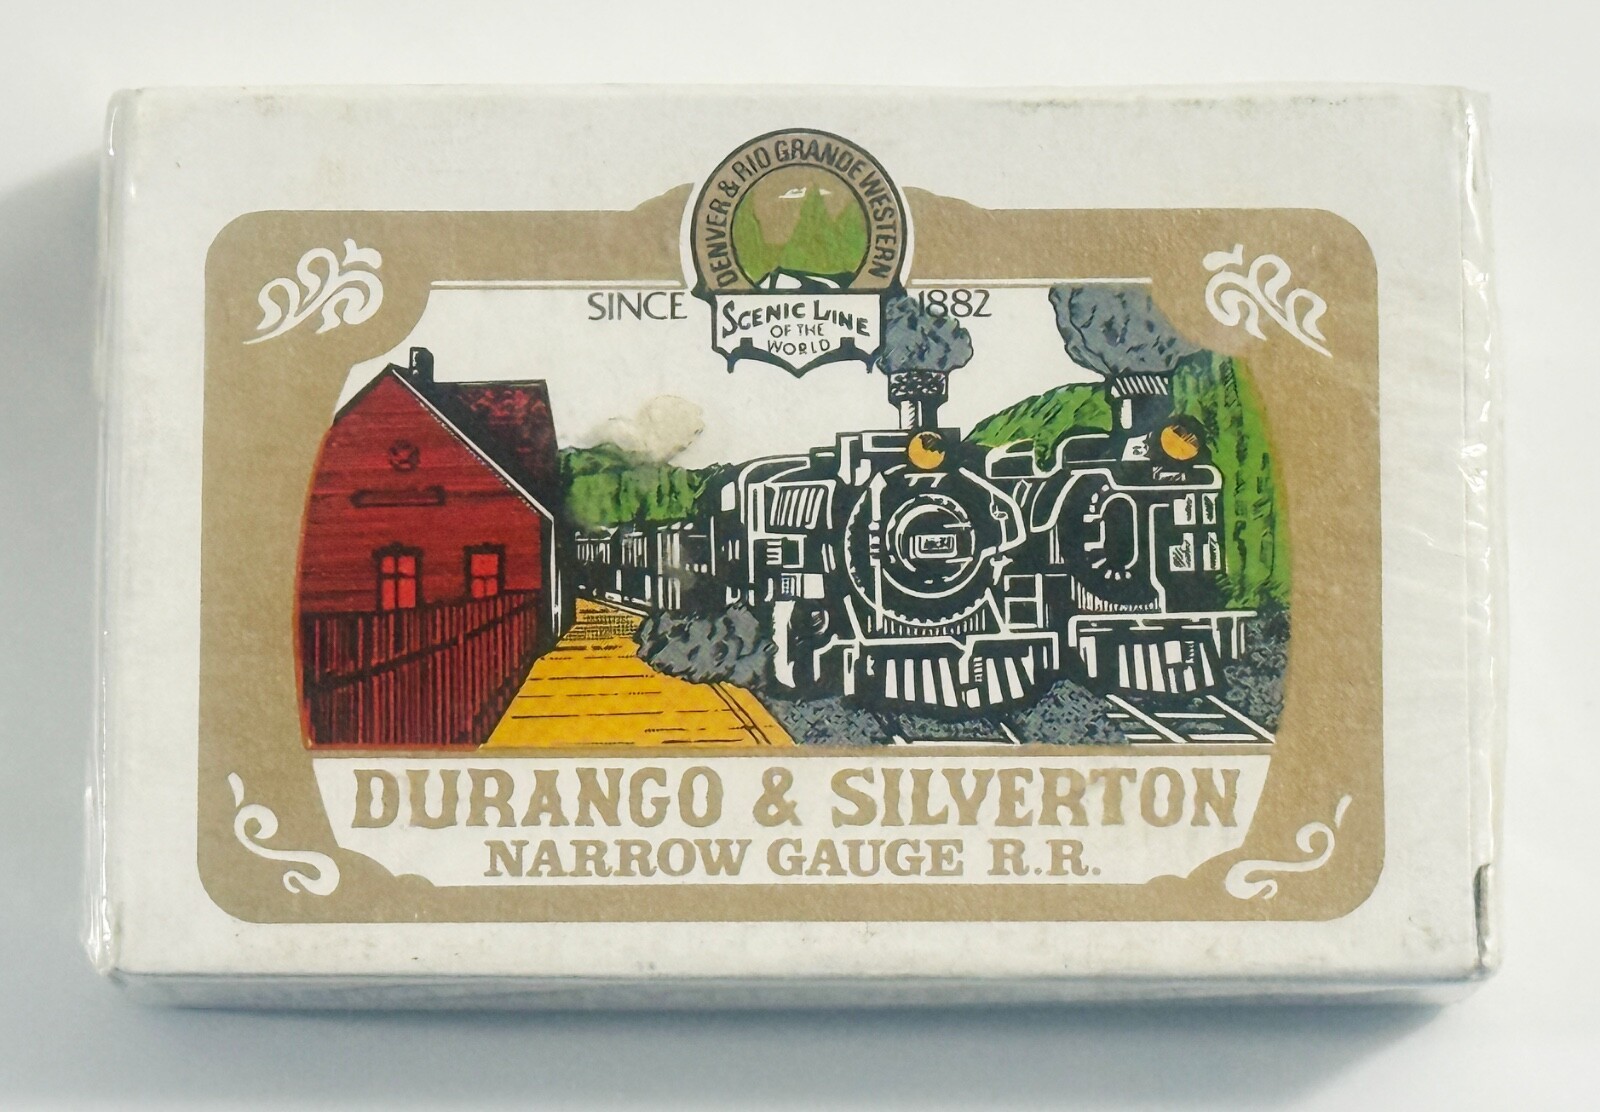 DENVER & RIO GRANDE WESTERN
SINCE 1882
SCENIC LINE
OF THE
WORLD
DURANGO & SILVERTON
NARROW GAUGE R.R.